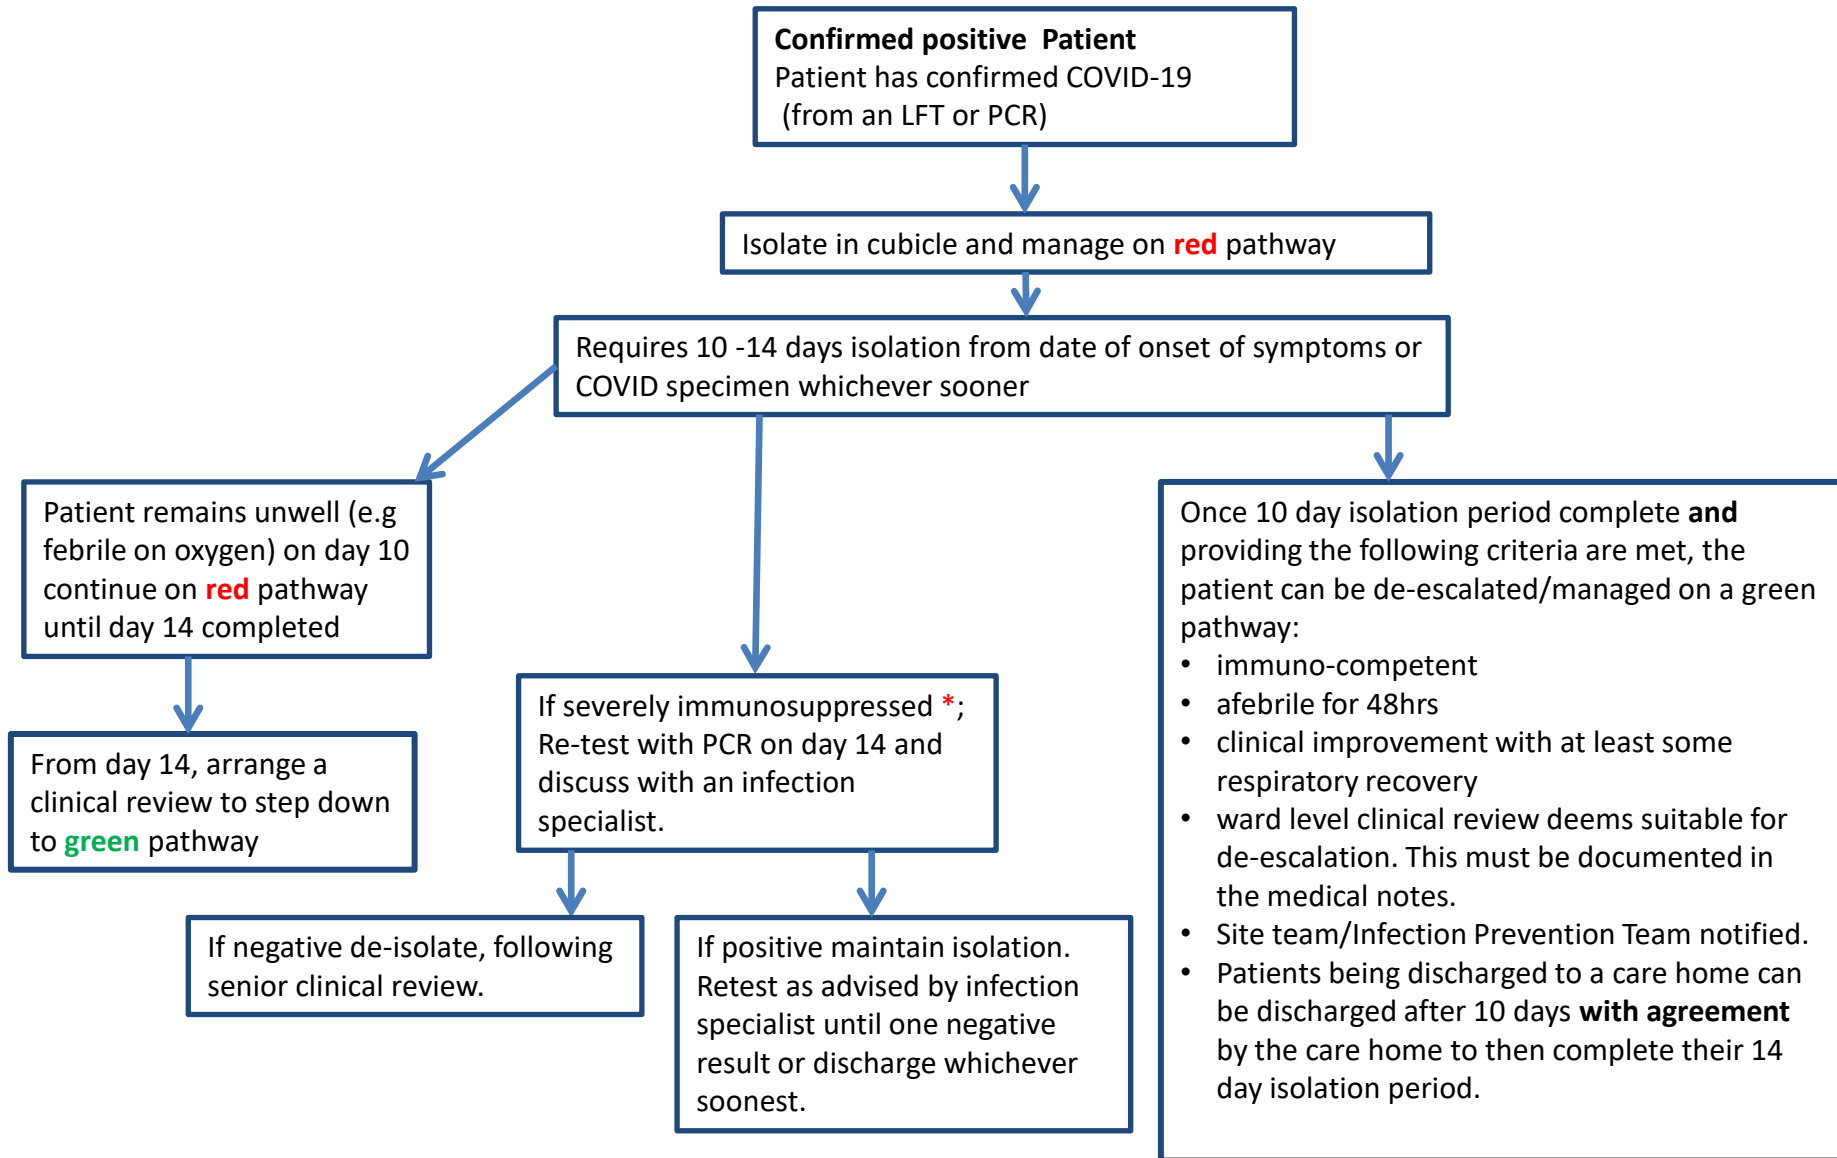 Confirmed positive  Patient
Patient has confirmed COVID-19
(from an LFT or PCR)
Isolate in cubicle and manage on red pathway
Requires 10 -14 days isolation from date of onset of symptoms or
COVID specimen whichever sooner
Patient remains unwell (e.g
febrile on oxygen) on day 10
continue on red pathway
until day 14 completed
From day 14, arrange a
clinical review to step down
to green pathway
If severely immunosuppressed *;
Re-test with PCR on day 14 and
discuss with an infection
specialist.
If negative de-isolate, following
senior clinical review.
If positive maintain isolation.
Retest as advised by infection
specialist until one negative
result or discharge whichever
soonest.
Once 10 day isolation period complete and
providing the following criteria are met, the
patient can be de-escalated/managed on a green
pathway:
• immuno-competent
• afebrile for 48hrs
• clinical improvement with at least some
respiratory recovery
• ward level clinical review deems suitable for
de-escalation. This must be documented in
the medical notes.
• Site team/Infection Prevention Team notified.
• Patients being discharged to a care home can
be discharged after 10 days with agreement
by the care home to then complete their 14
day isolation period.